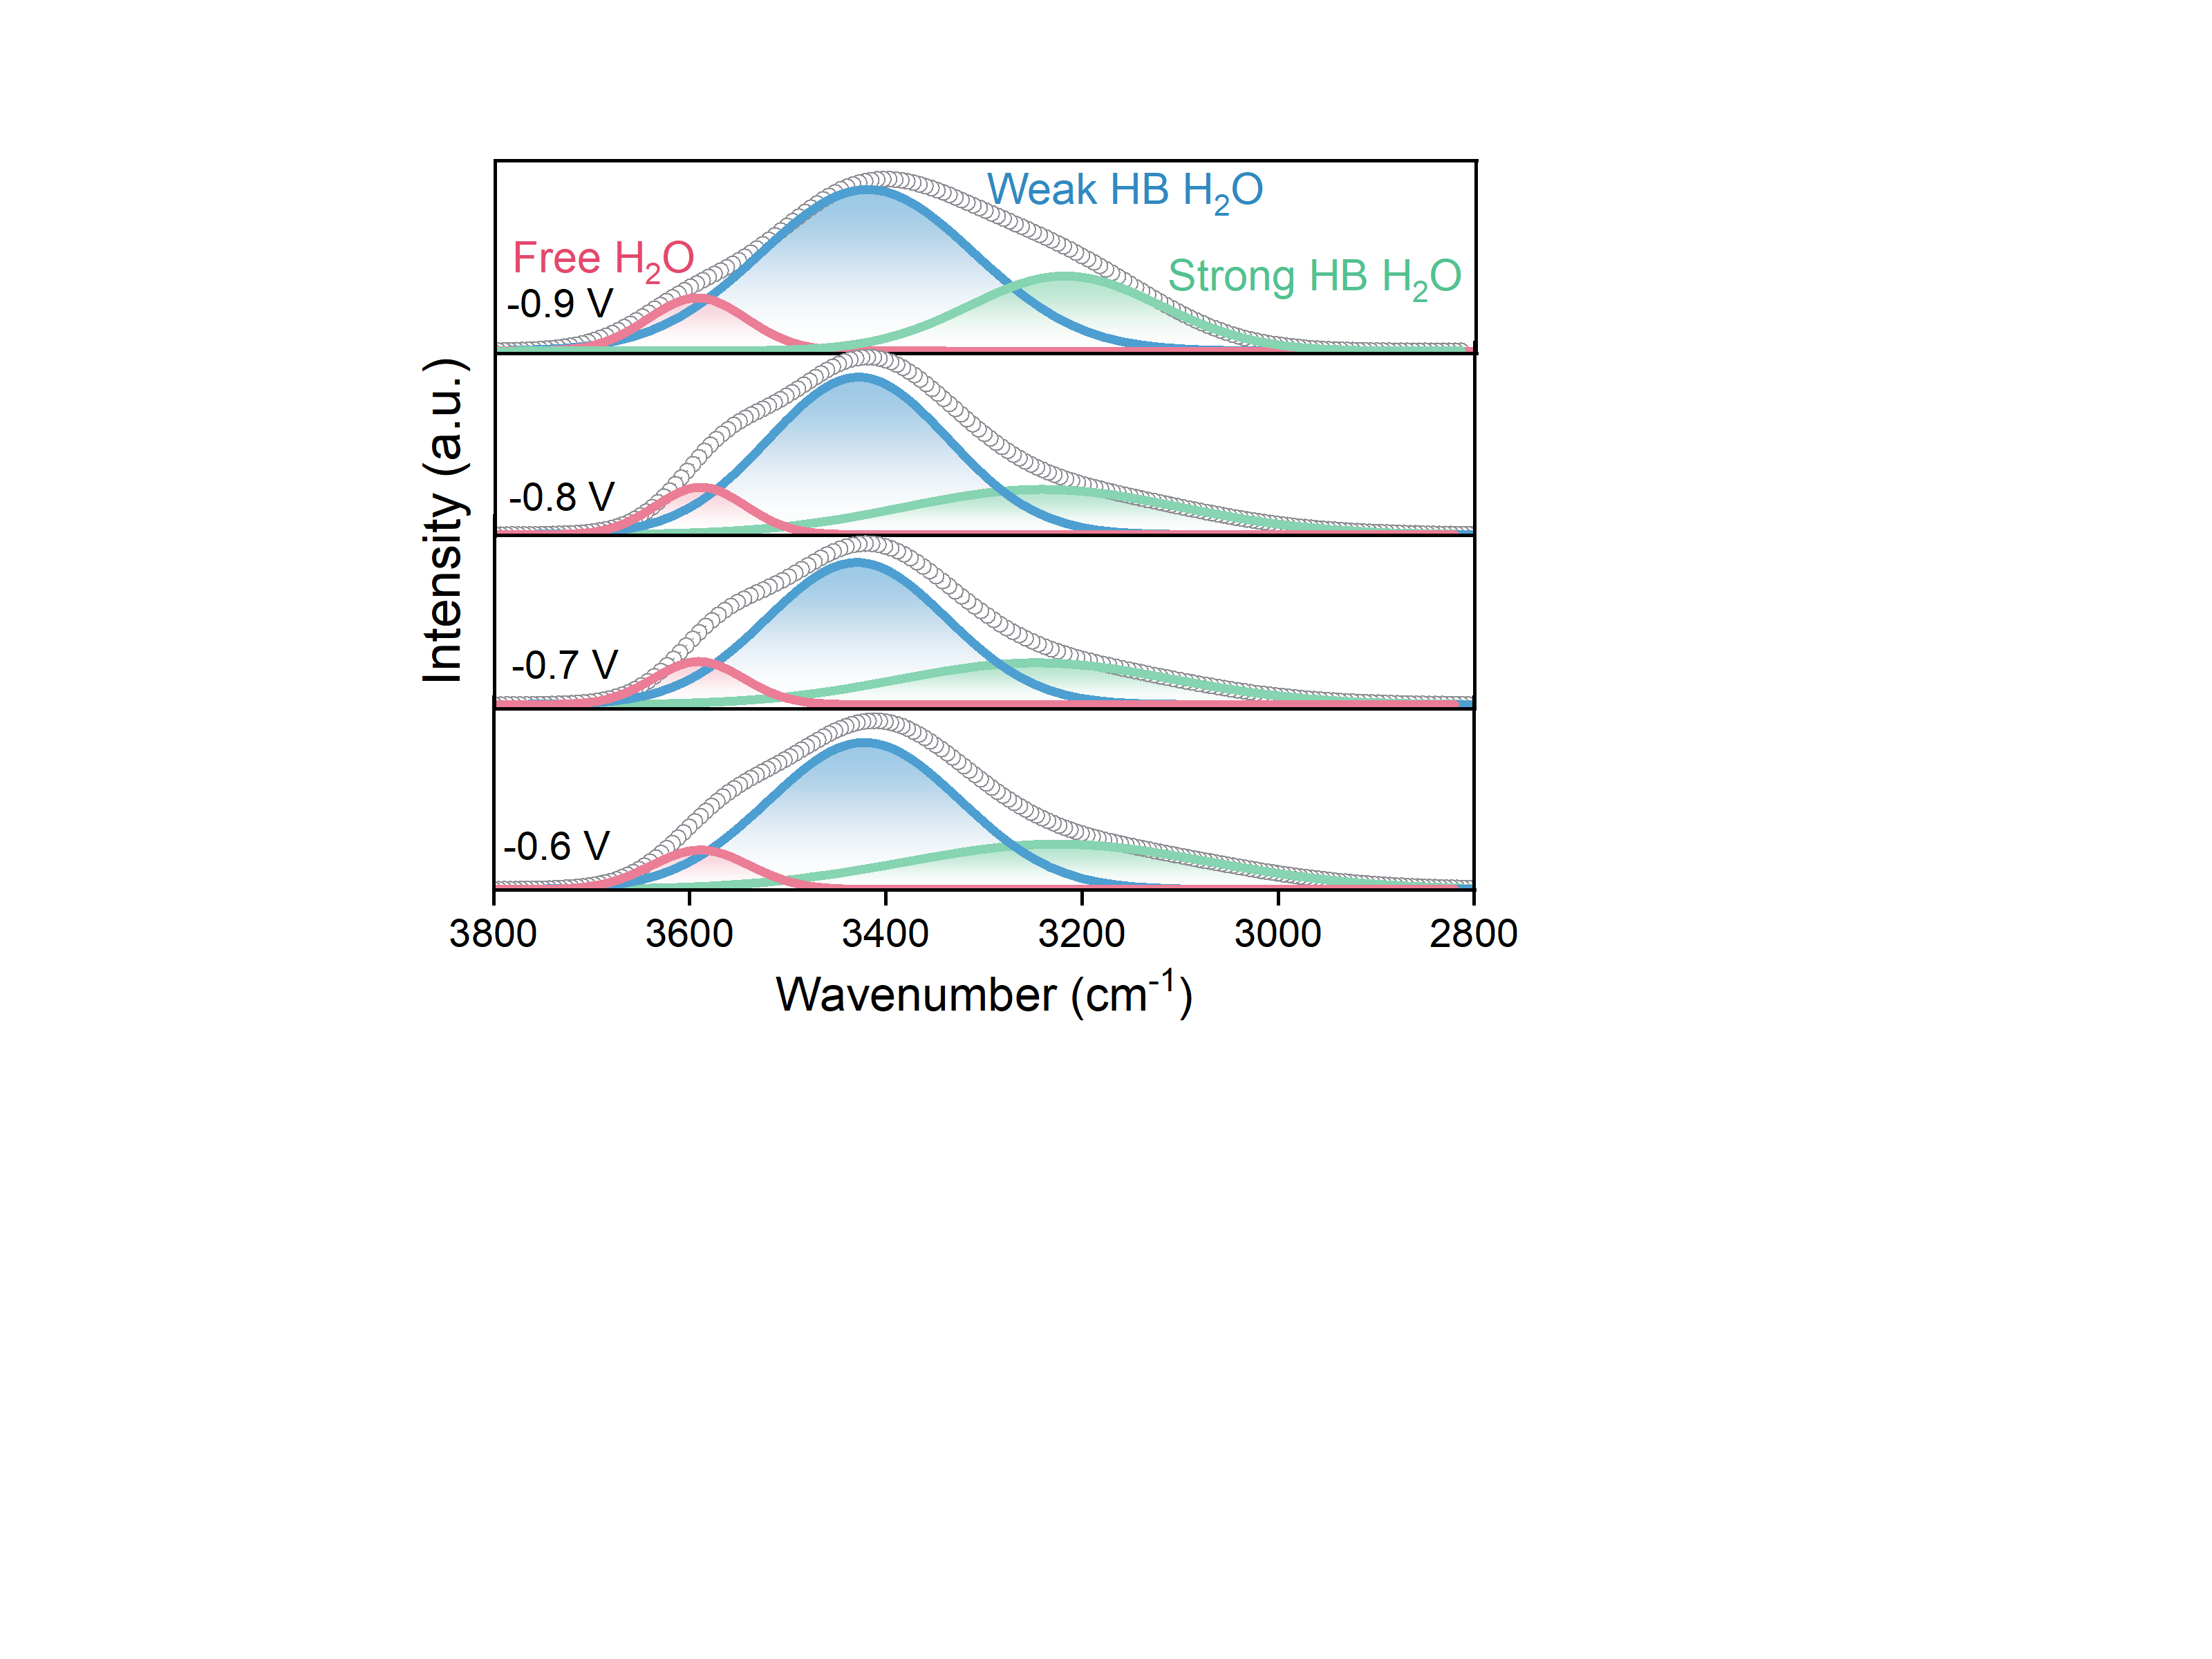 Weak HB H₂O
Free H₂O
Strong HB H₂O
-0.9 V
-0.8 V
-0.7 V
-0.6 V
Intensity (a.u.)
3800 3600 3400 3200 3000 2800
Wavenumber (cm⁻¹)